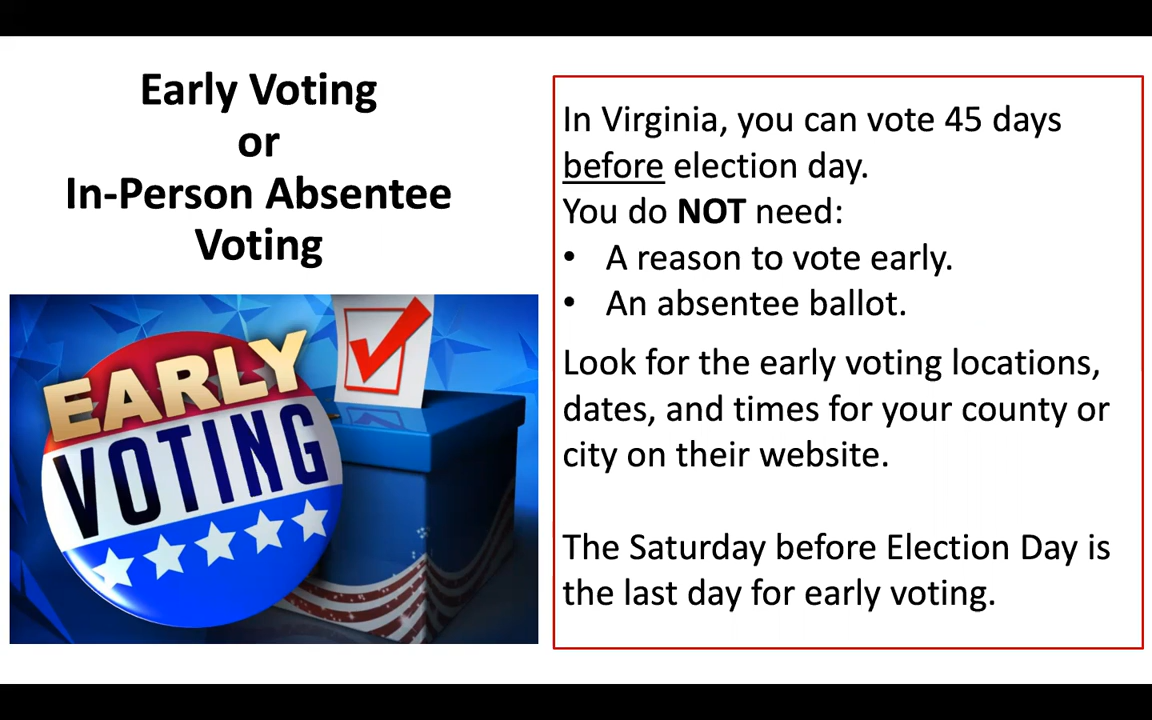 Early Voting
or
In-Person Absentee
Voting
EARLY
VOTING
In Virginia, you can vote 45 days
before election day.
You do NOT need:
• A reason to vote early.
• An absentee ballot.
Look for the early voting locations,
dates, and times for your county or
city on their website.
The Saturday before Election Day is
the last day for early voting.